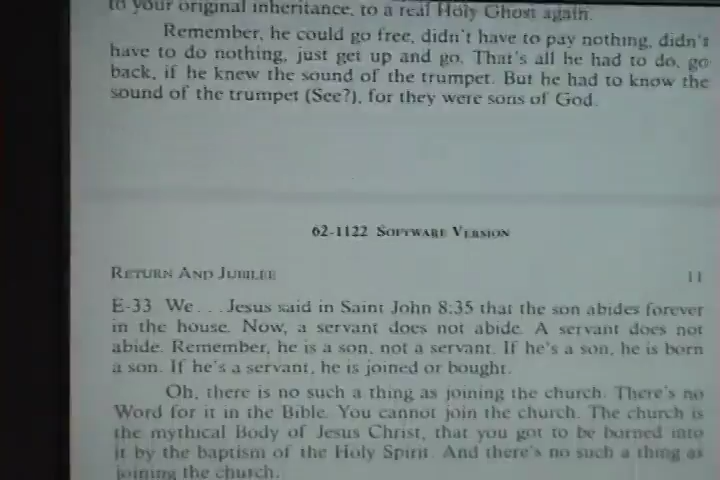 to your original inheritance, to a real Holy Ghost again.
Remember, he could go free, didn't have to pay nothing, didn't
have to do nothing, just get up and go. That's all he had to do, go
back, if he knew the sound of the trumpet. But he had to know the
sound of the trumpet (See?), for they were sons of God.
62-1122 SOFTWARE VERSION
RETURN AND JUBILEE 11
E-33 We. . . Jesus said in Saint John 8:35 that the son abides forever
in the house. Now, a servant does not abide. A servant does not
abide. Remember, he is a son, not a servant. If he's a son, he is born
a son. If he's a servant, he is joined or bought.
Oh, there is no such a thing as joining the church. There's no
Word for it in the Bible. You cannot join the church. The church is
the mythical Body of Jesus Christ, that you got to be borned into
it by the baptism of the Holy Spirit. And there's no such a thing as
joining the church.